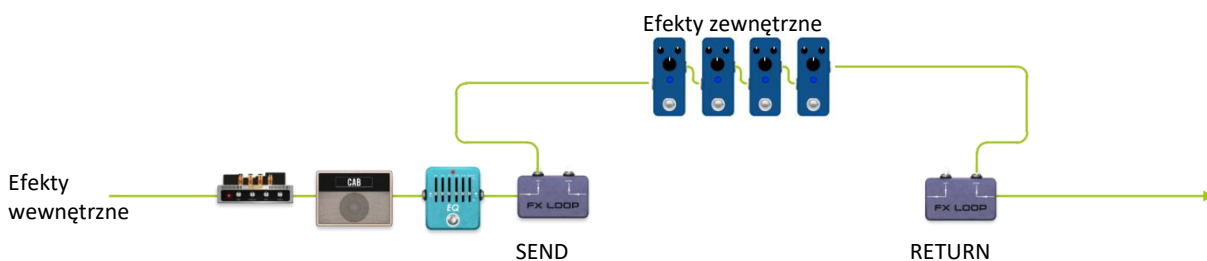 Efekty zewnętrzne
Efekty
wewnętrzne
CAB
EQ
FX LOOP
FX LOOP
SEND
RETURN